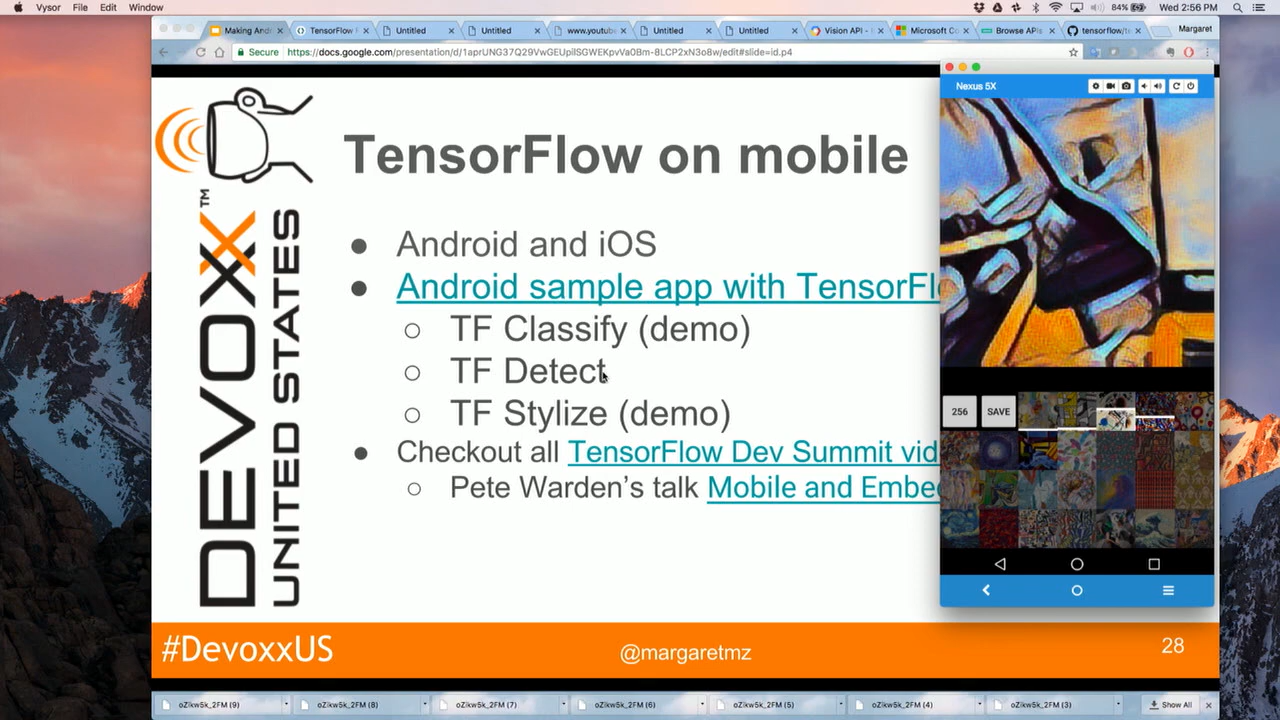 Vysor File Edit Window
84% Wed 2:56 PM
Making And
TensorFlow
Untitled
Untitled
www.youtub
Untitled
Untitled
Vision API -
Microsoft Co
Browse APIs
tensorflow/te
Margaret
Secure https://docs.google.com/presentation/d/1aprUNG37Q29VwGEUpilSGWEKpvVa0Bm-8LCP2xN3o8w/edit#slide=id.p4
Nexus 5X
DEVOXX™
UNITED STATES
TensorFlow on mobile
● Android and iOS
● Android sample app with TensorFl
○ TF Classify (demo)
○ TF Detect
○ TF Stylize (demo)
● Checkout all TensorFlow Dev Summit vid
○ Pete Warden's talk Mobile and Embe
256 SAVE
#DevoxxUS
@margaretmz
28
oZikw5k_2FM (9)
oZikw5k_2FM (8)
oZikw5k_2FM (7)
oZikw5k_2FM (6)
oZikw5k_2FM (5)
oZikw5k_2FM (4)
oZikw5k_2FM (3)
Show All